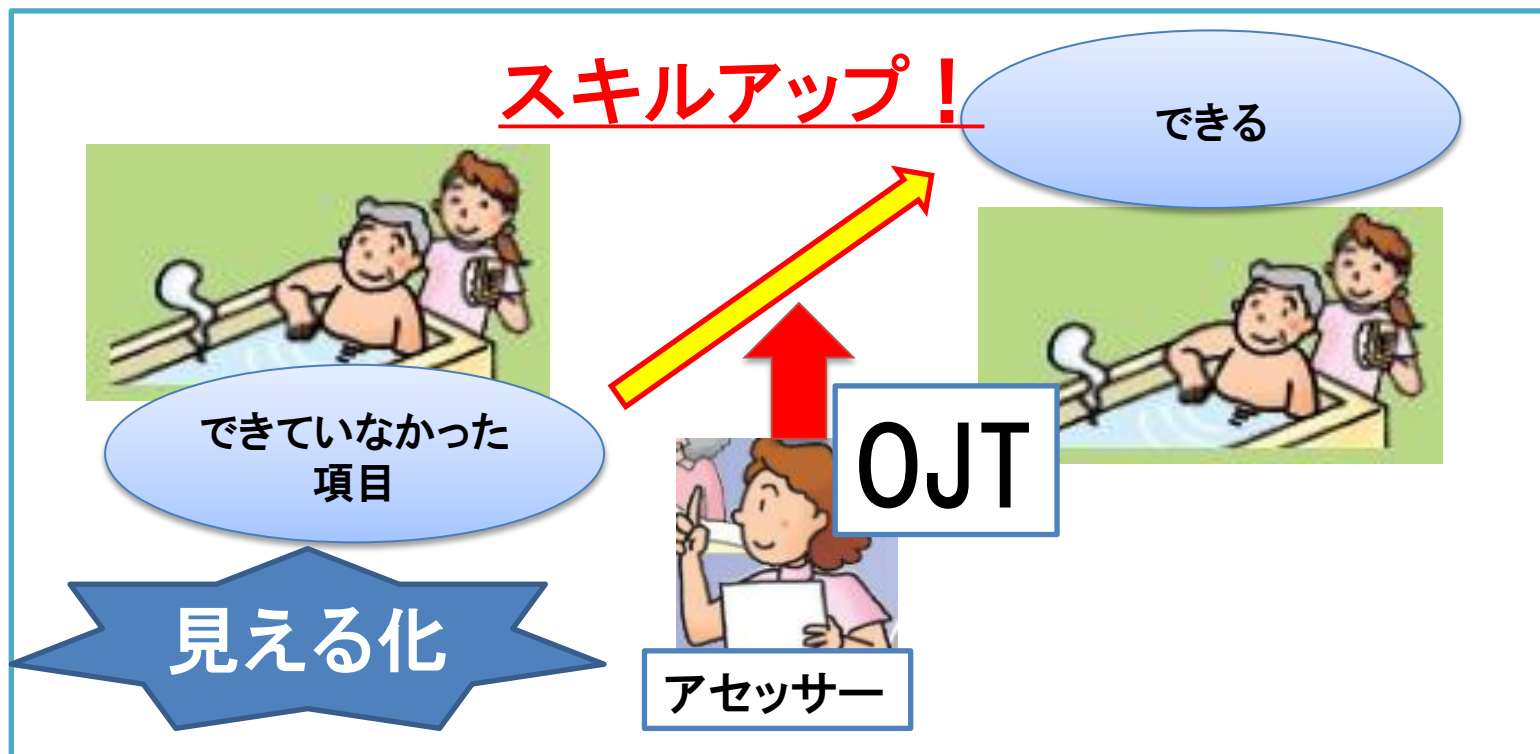 スキルアップ！
できる
できていなかった
項目
OJT
見える化
アセッサー